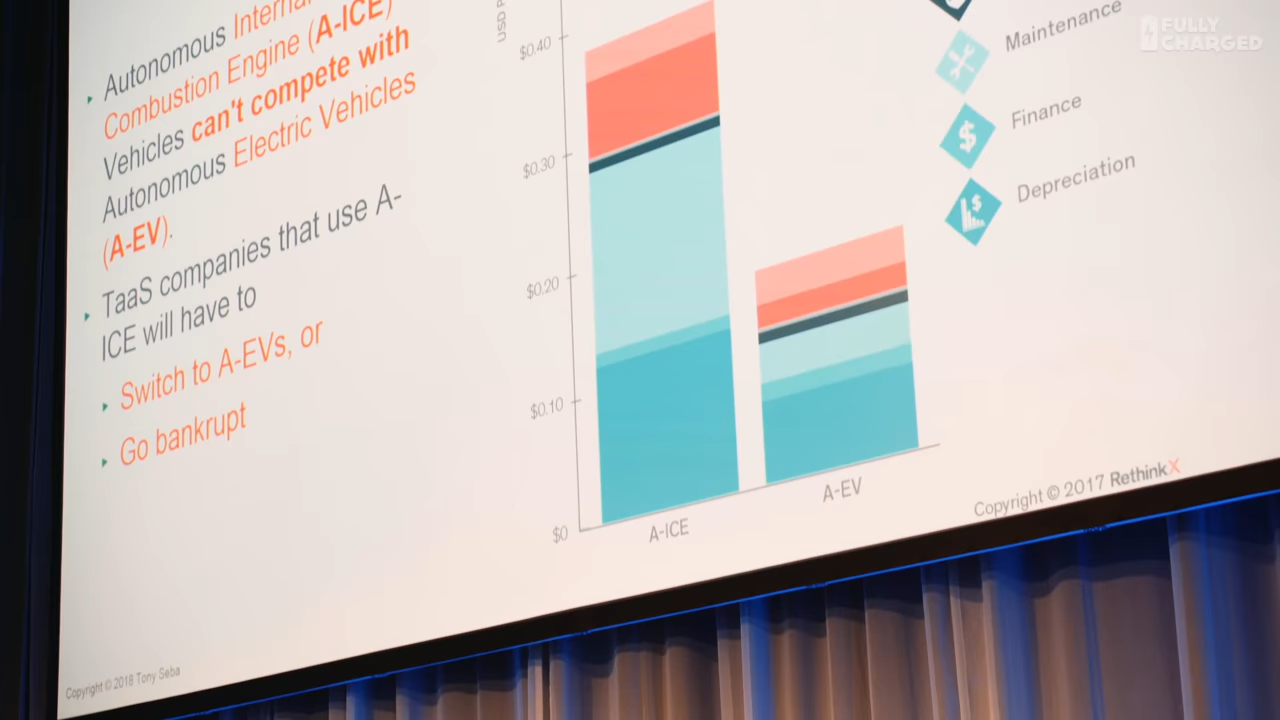 Autonomous
Combustion Engine (A-ICE)
Vehicles can't compete with
Autonomous Electric Vehicles
(A-EV).
TaaS companies that use A-
ICE will have to
Switch to A-EVs, or
Go bankrupt
Copyright © 2018 Tony Seba
USD
$0.40
$0.30
$0.20
$0.10
$0
A-ICE
A-EV
Maintenance
Finance
Depreciation
Copyright © 2017 RethinkX
FULLY
CHARGED